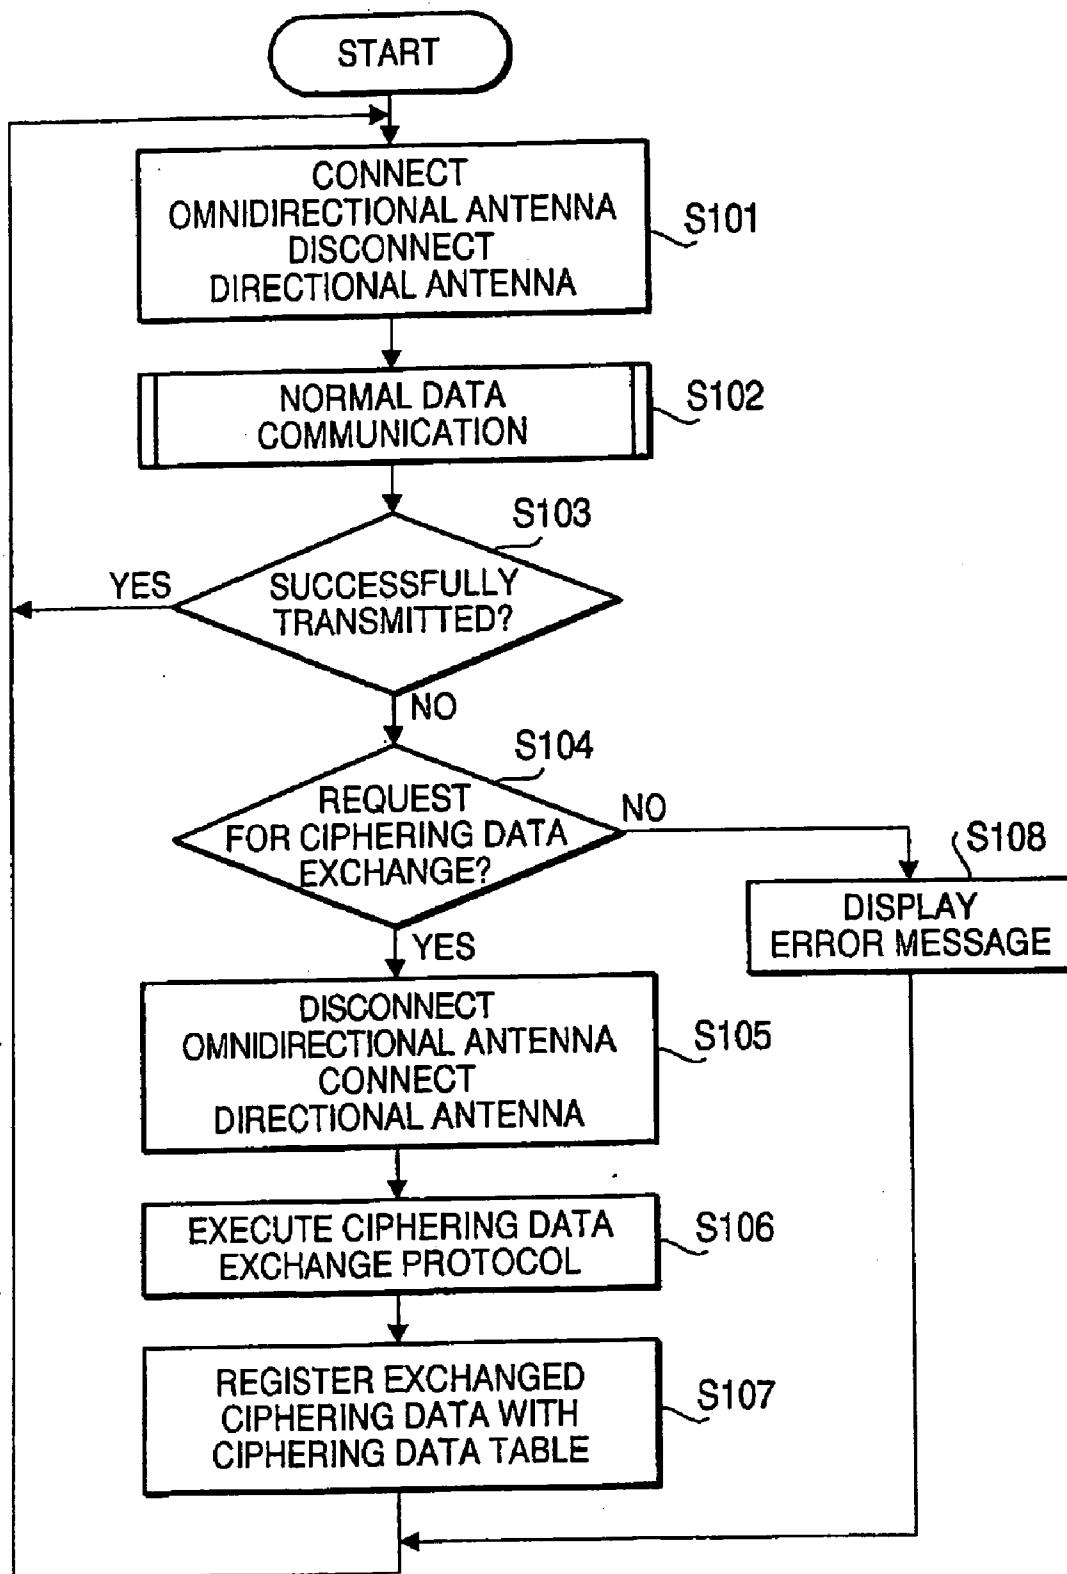 START
CONNECT
OMNIDIRECTIONAL ANTENNA
DISCONNECT
DIRECTIONAL ANTENNA
S101
NORMAL DATA
COMMUNICATION
S102
S103
SUCCESSFULLY
TRANSMITTED?
YES
NO
S104
REQUEST
FOR CIPHERING DATA
EXCHANGE?
NO
YES
S108
DISPLAY
ERROR MESSAGE
DISCONNECT
OMNIDIRECTIONAL ANTENNA
CONNECT
DIRECTIONAL ANTENNA
S105
EXECUTE CIPHERING DATA
EXCHANGE PROTOCOL
S106
REGISTER EXCHANGED
CIPHERING DATA WITH
CIPHERING DATA TABLE
S107